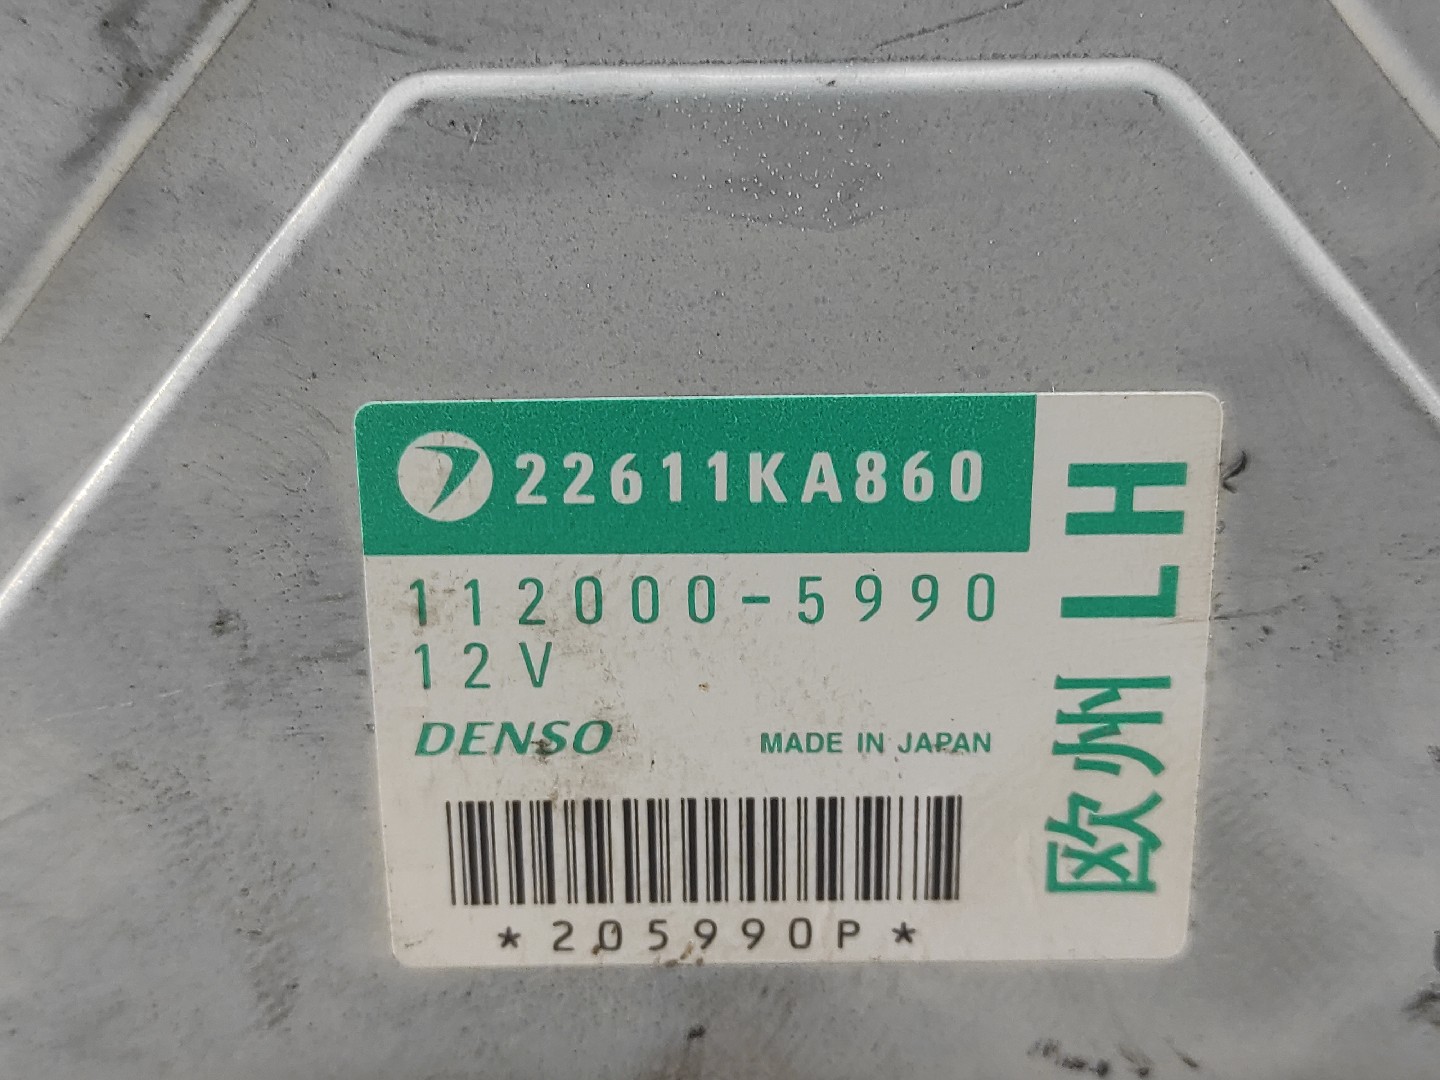 22611KA860
112000-5990
12V
DENSO
MADE IN JAPAN
*205990P*
欧州 LH